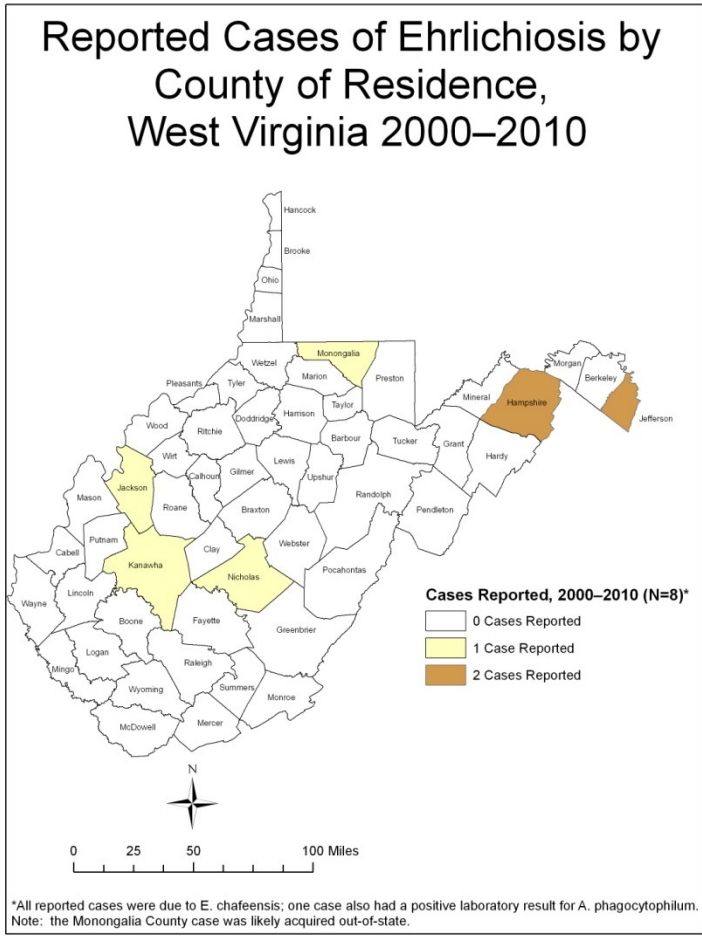 Reported Cases of Ehrlichiosis by
County of Residence,
West Virginia 2000–2010
Hancock
Brooke
Ohio
Marshall
Wetzel
Monongalia
Marion
Preston
Morgan
Berkeley
Jefferson
Mineral
Hampshire
Pleasants
Tyler
Doddridge
Harrison
Taylor
Wood
Ritchie
Barbour
Tucker
Grant
Hardy
Wirt
Calhoun
Gilmer
Lewis
Upshur
Jackson
Mason
Roane
Braxton
Randolph
Pendleton
Putnam
Cabell
Kanawha
Clay
Webster
Nicholas
Pocahontas
Wayne
Lincoln
Boone
Fayette
Greenbrier
Logan
Mingo
Raleigh
Wyoming
Summers
Monroe
McDowell
Mercer
Cases Reported, 2000–2010 (N=8)*
0 Cases Reported
1 Case Reported
2 Cases Reported
N
0 25 50 100 Miles
*All reported cases were due to E. chafeensis; one case also had a positive laboratory result for A. phagocytophilum.
Note: the Monongalia County case was likely acquired out-of-state.